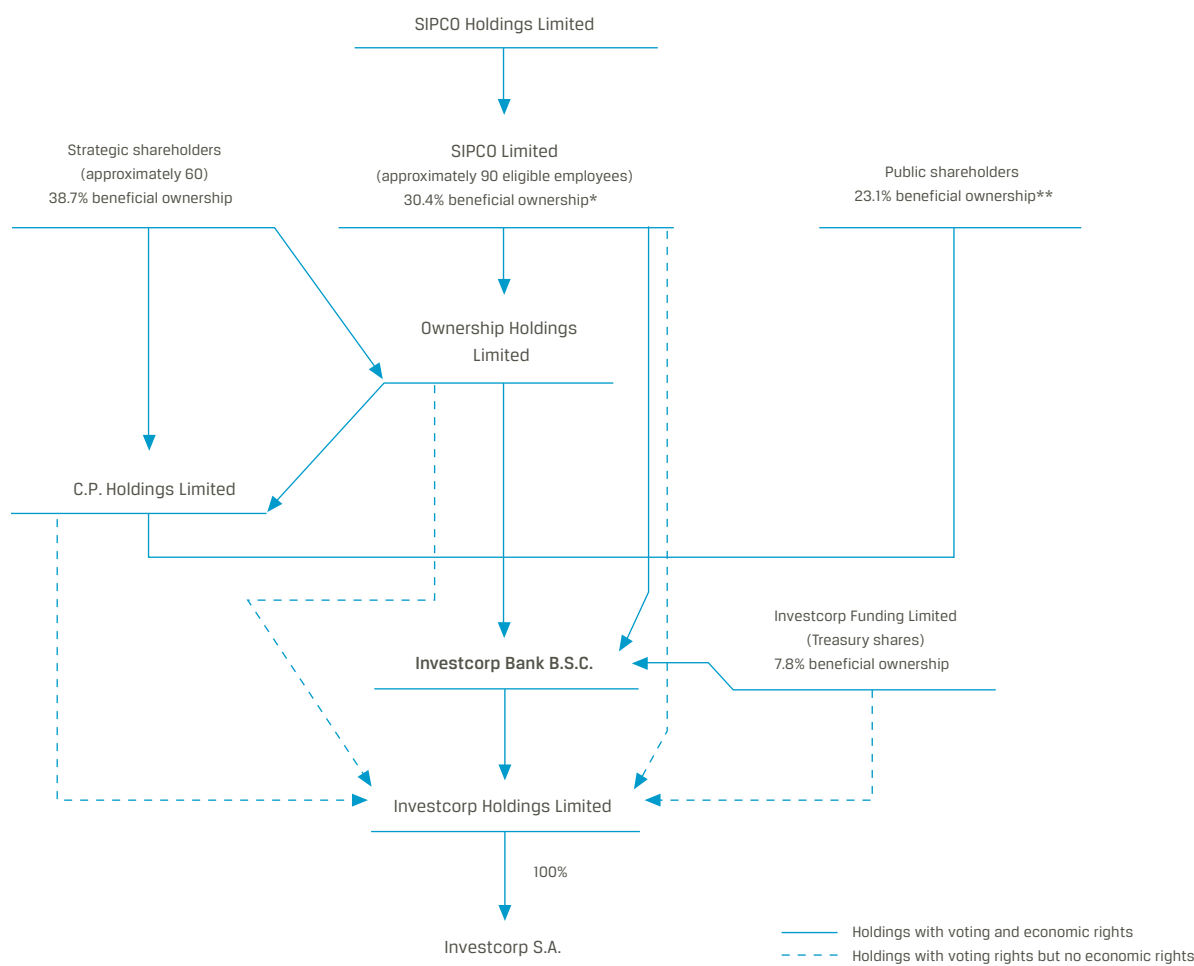 SIPCO Holdings Limited
Strategic shareholders
(approximately 60)
38.7% beneficial ownership
SIPCO Limited
(approximately 90 eligible employees)
30.4% beneficial ownership*
Public shareholders
23.1% beneficial ownership**
Ownership Holdings
Limited
C.P. Holdings Limited
Investcorp Funding Limited
(Treasury shares)
7.8% beneficial ownership
Investcorp Bank B.S.C.
Investcorp Holdings Limited
100%
Investcorp S.A.
Holdings with voting and economic rights
Holdings with voting rights but no economic rights